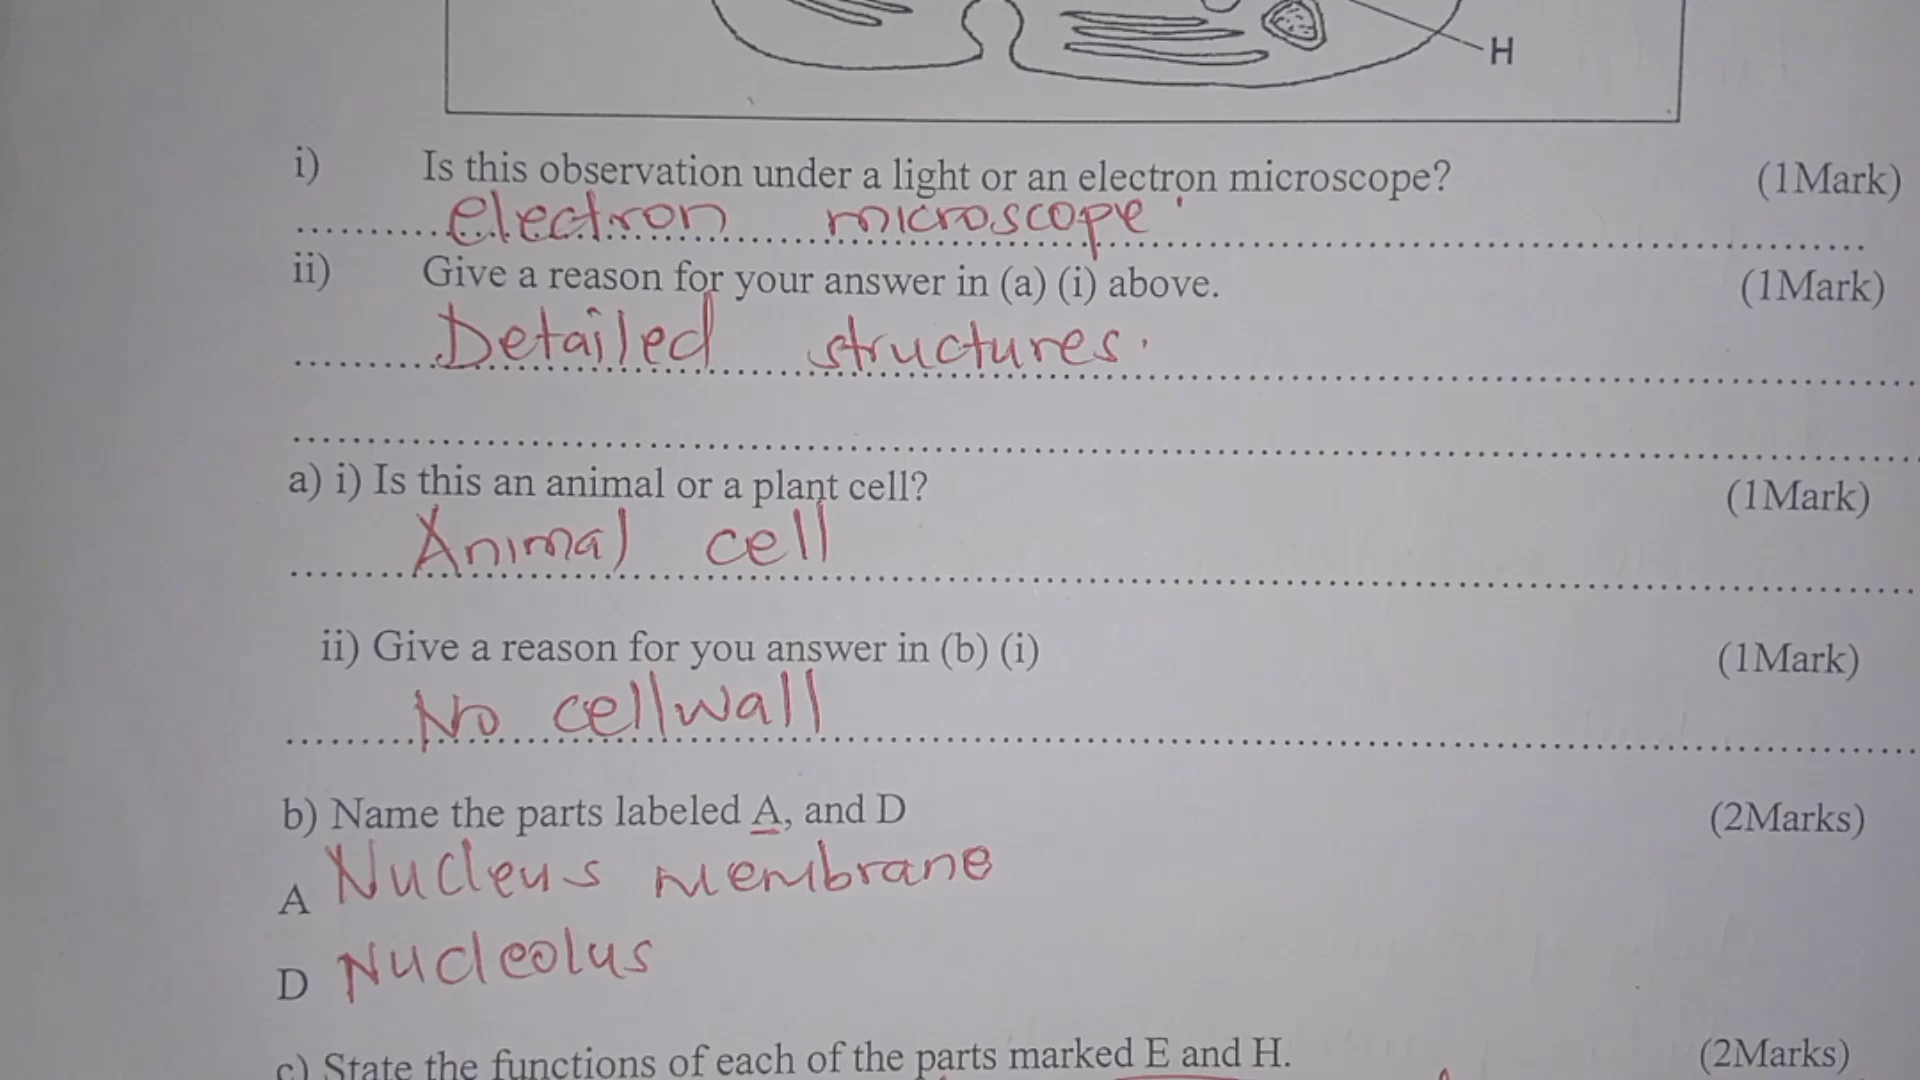 H
i) Is this observation under a light or an electron microscope? (1Mark)
electron microscope.
ii) Give a reason for your answer in (a) (i) above. (1Mark)
Detailed structures.
a) i) Is this an animal or a plant cell? (1Mark)
Animal cell
ii) Give a reason for you answer in (b) (i) (1Mark)
No cellwall
b) Name the parts labeled A, and D (2Marks)
A Nucleus membrane
D Nucleolus
c) State the functions of each of the parts marked E and H. (2Marks)